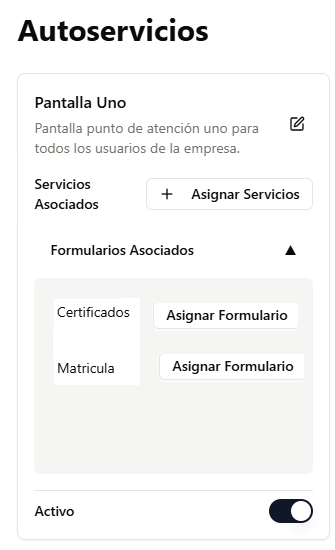 Autoservicios
Pantalla Uno
Pantalla punto de atención uno para
todos los usuarios de la empresa.
Servicios
Asociados
+ Asignar Servicios
Formularios Asociados ▲
Certificados Asignar Formulario
Matricula Asignar Formulario
Activo